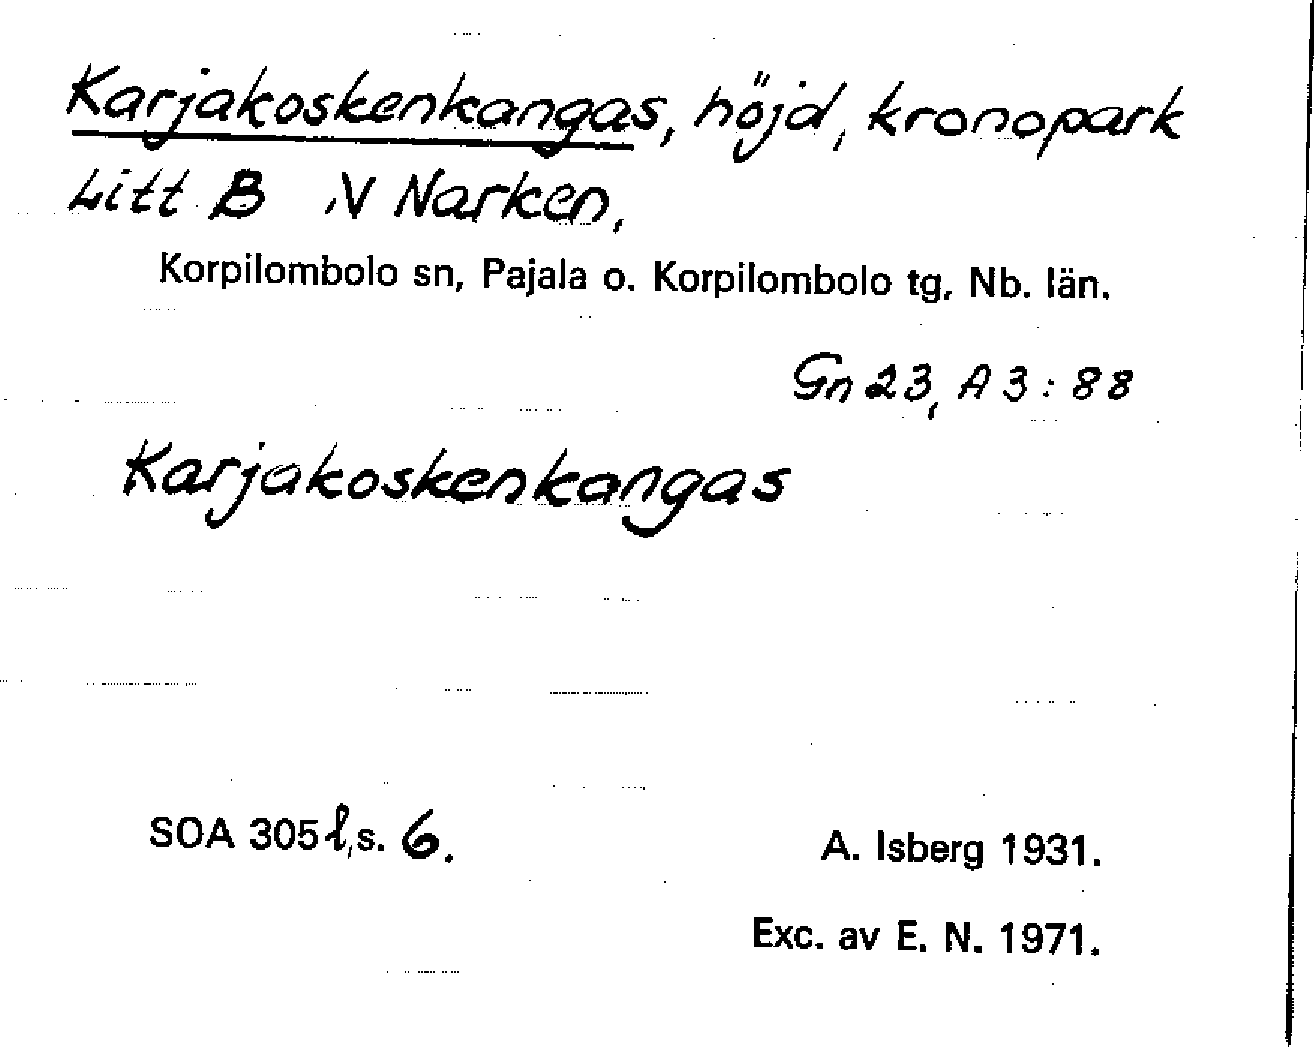 Karjakoskenkangas, höjd, kronopark
Litt B N Narken,
Korpilombolo sn, Pajala o. Korpilombolo tg, Nb. län.
Gn 23, A 3 : 88
Karjakoskenkangas
SOA 305 l, s. 6.
A. Isberg 1931.
Exc. av E. N. 1971.